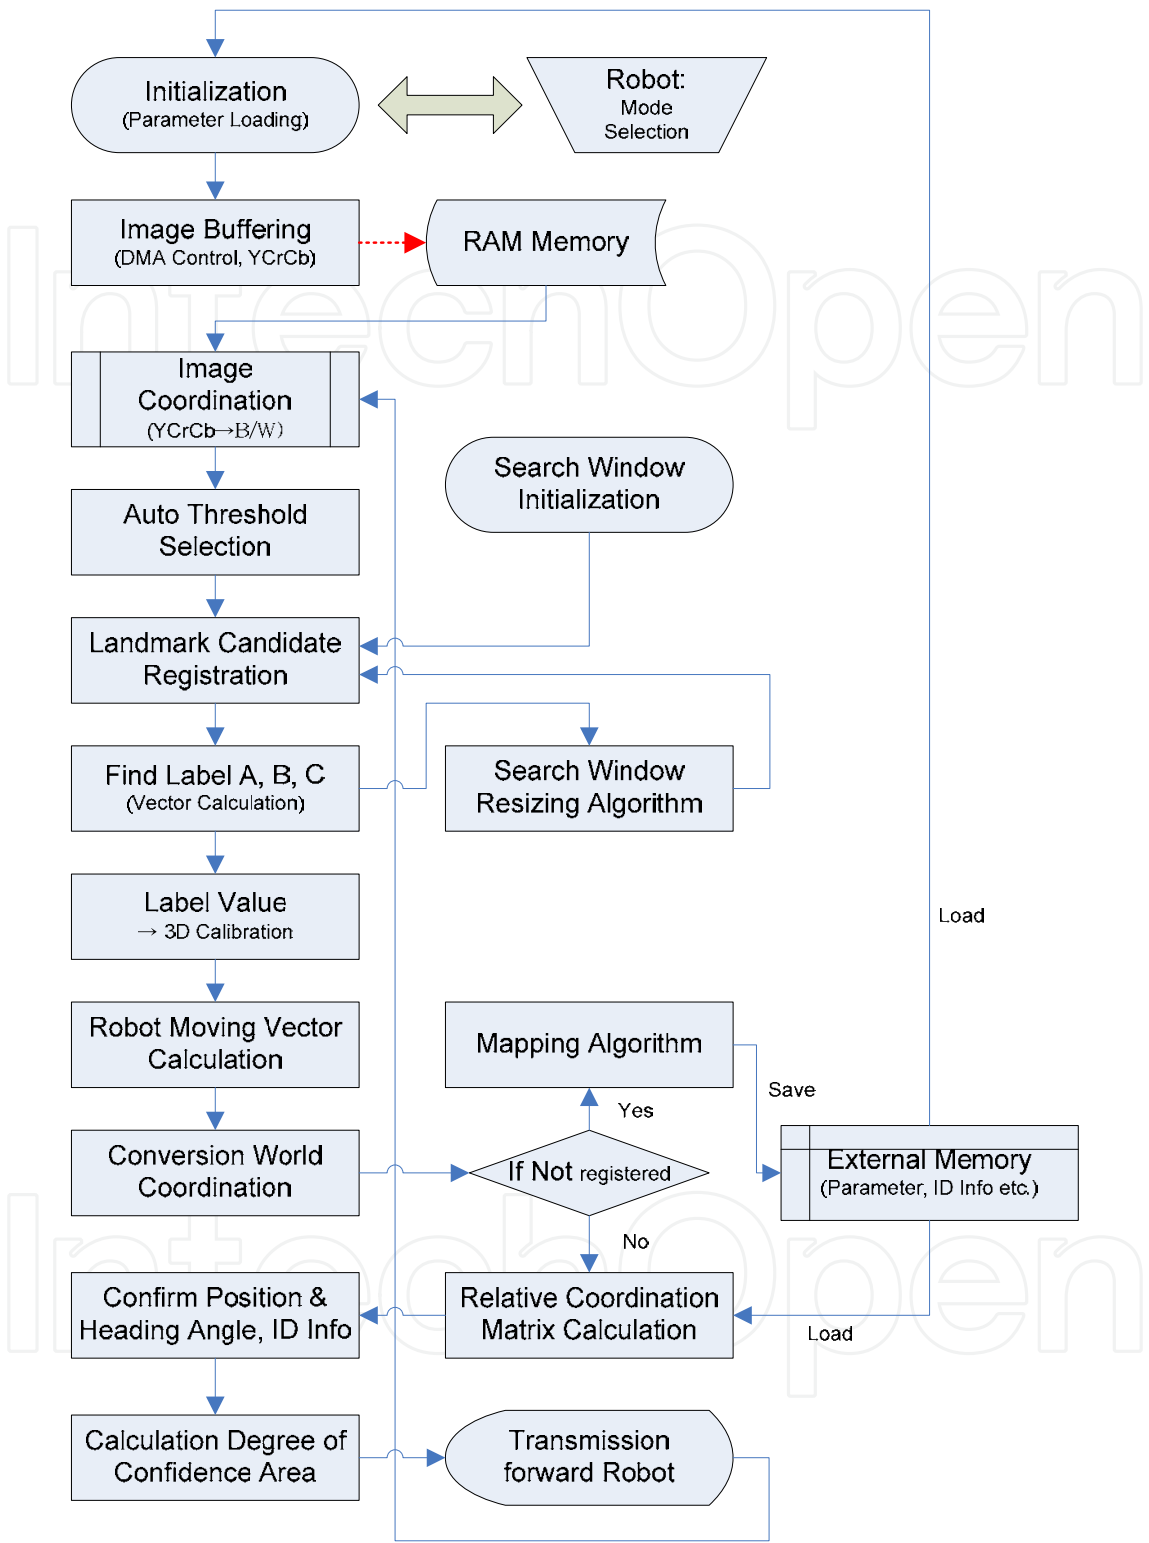 Initialization
(Parameter Loading)
Robot:
Mode
Selection
Image Buffering
(DMA Control, YCrCb)
RAM Memory
Image
Coordination
(YCrCb→B/W)
Search Window
Initialization
Auto Threshold
Selection
Landmark Candidate
Registration
Find Label A, B, C
(Vector Calculation)
Search Window
Resizing Algorithm
Label Value
→ 3D Calibration
Load
Robot Moving Vector
Calculation
Mapping Algorithm
Save
Yes
Conversion World
Coordination
If Not registered
External Memory
(Parameter, ID Info etc.)
No
Confirm Position &
Heading Angle, ID Info
Relative Coordination
Matrix Calculation
Load
Calculation Degree of
Confidence Area
Transmission
forward Robot
IntechOpen
IntechOpen